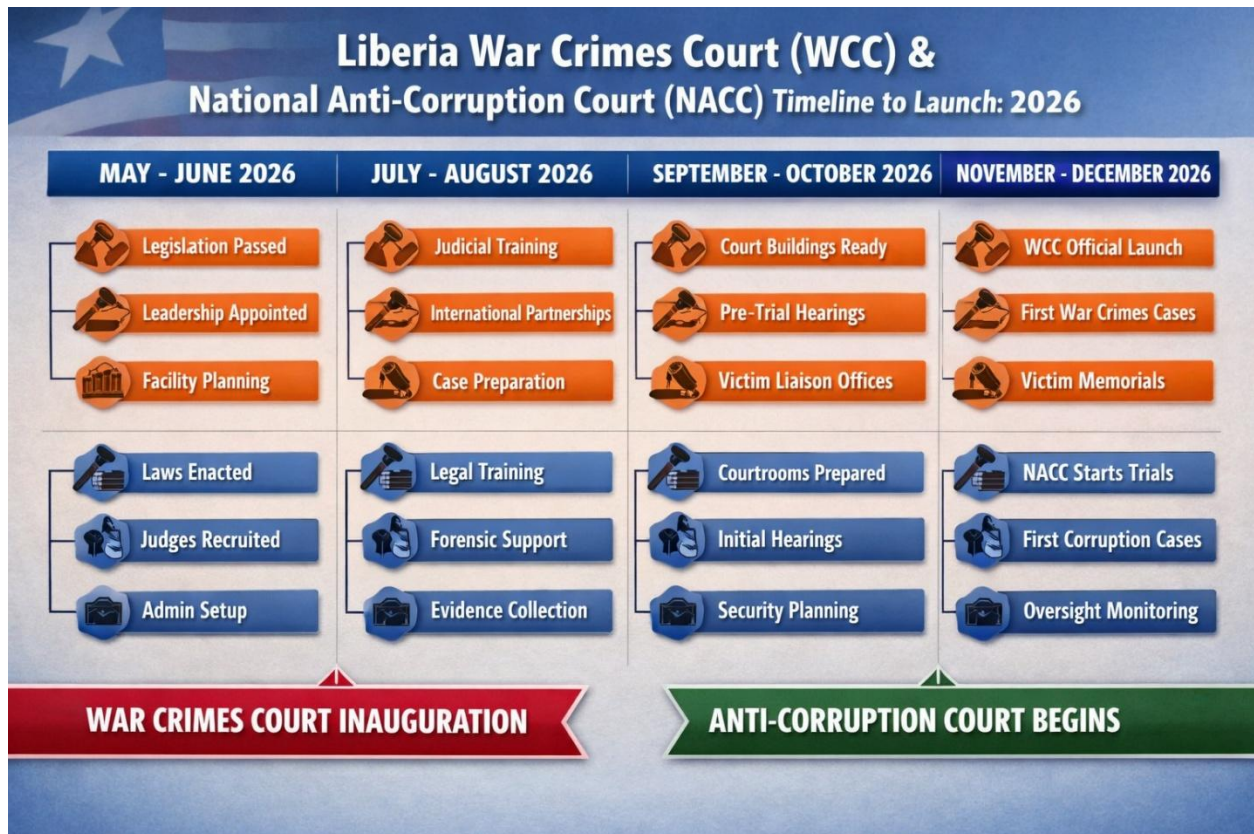 Liberia War Crimes Court (WCC) &
National Anti-Corruption Court (NACC) Timeline to Launch: 2026
MAY - JUNE 2026
JULY - AUGUST 2026
SEPTEMBER - OCTOBER 2026
NOVEMBER - DECEMBER 2026
Legislation Passed
Judicial Training
Court Buildings Ready
WCC Official Launch
Leadership Appointed
International Partnerships
Pre-Trial Hearings
First War Crimes Cases
Facility Planning
Case Preparation
Victim Liaison Offices
Victim Memorials
Laws Enacted
Legal Training
Courtrooms Prepared
NACC Starts Trials
Judges Recruited
Forensic Support
Initial Hearings
First Corruption Cases
Admin Setup
Evidence Collection
Security Planning
Oversight Monitoring
WAR CRIMES COURT INAUGURATION
ANTI-CORRUPTION COURT BEGINS